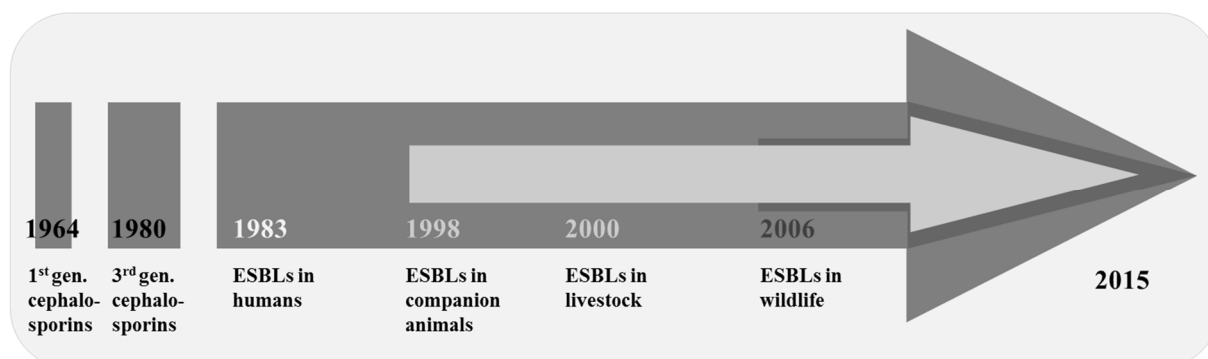 1964
1st gen.
cephalo-
sporins
1980
3rd gen.
cephalo-
sporins
1983
ESBLs in
humans
1998
ESBLs in
companion
animals
2000
ESBLs in
livestock
2006
ESBLs in
wildlife
2015